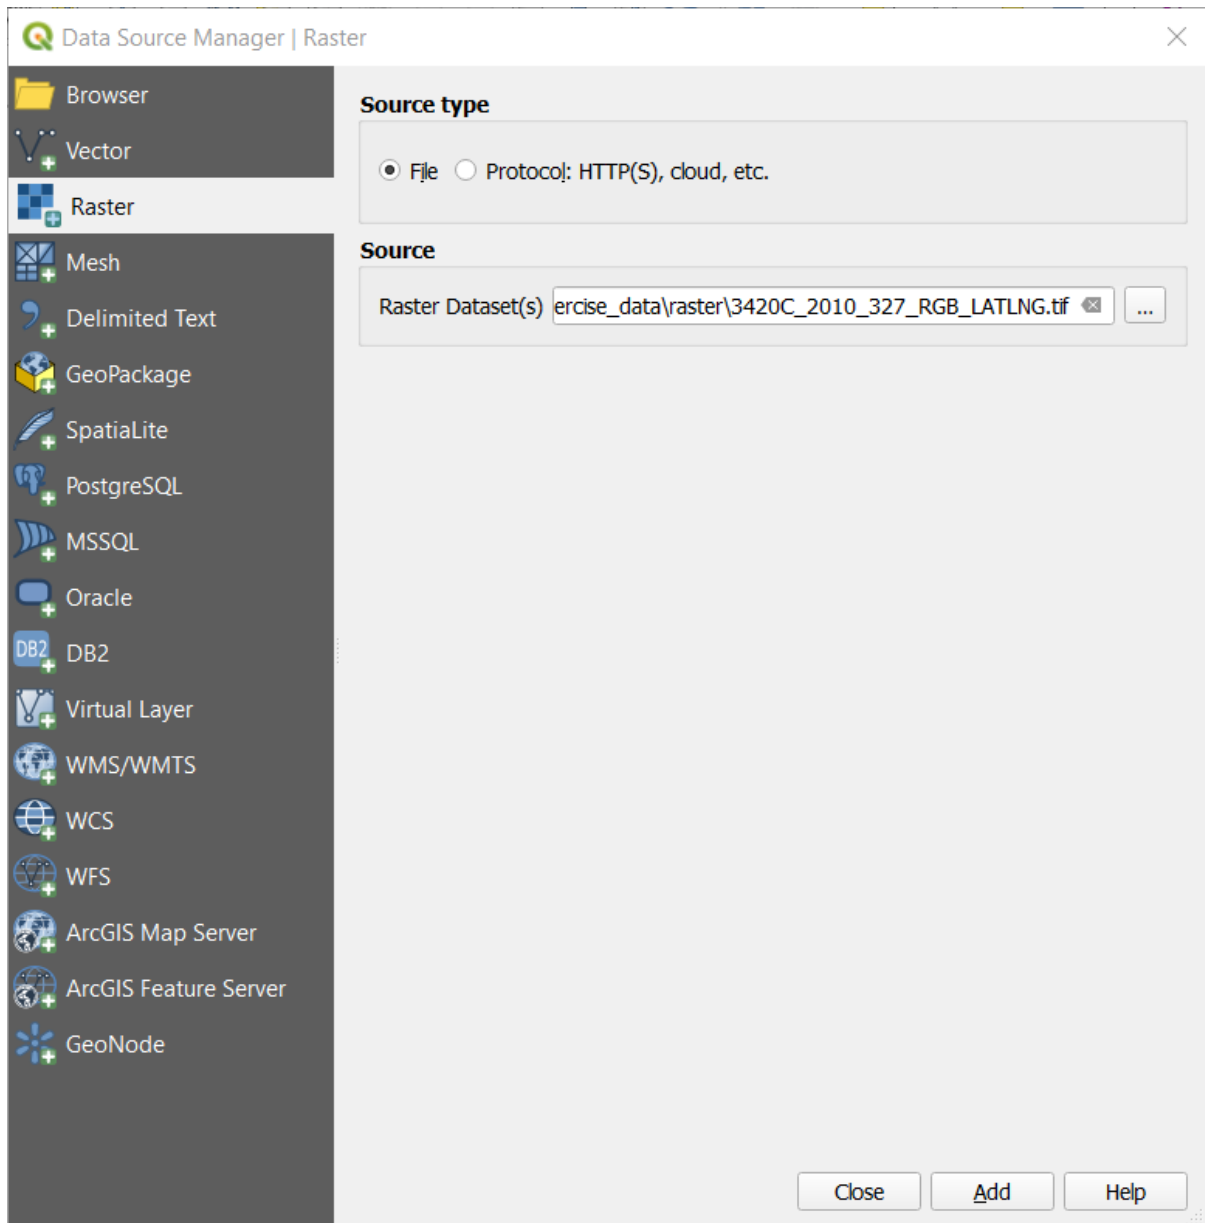 Data Source Manager | Raster
Browser
Vector
Raster
Mesh
Delimited Text
GeoPackage
SpatiaLite
PostgreSQL
MSSQL
Oracle
DB2
DB2
Virtual Layer
WMS/WMTS
WCS
WFS
ArcGIS Map Server
ArcGIS Feature Server
GeoNode
Source type
File Protocol: HTTP(S), cloud, etc.
Source
Raster Dataset(s) ercise_data\raster\3420C_2010_327_RGB_LATLNG.tif ...
Close Add Help